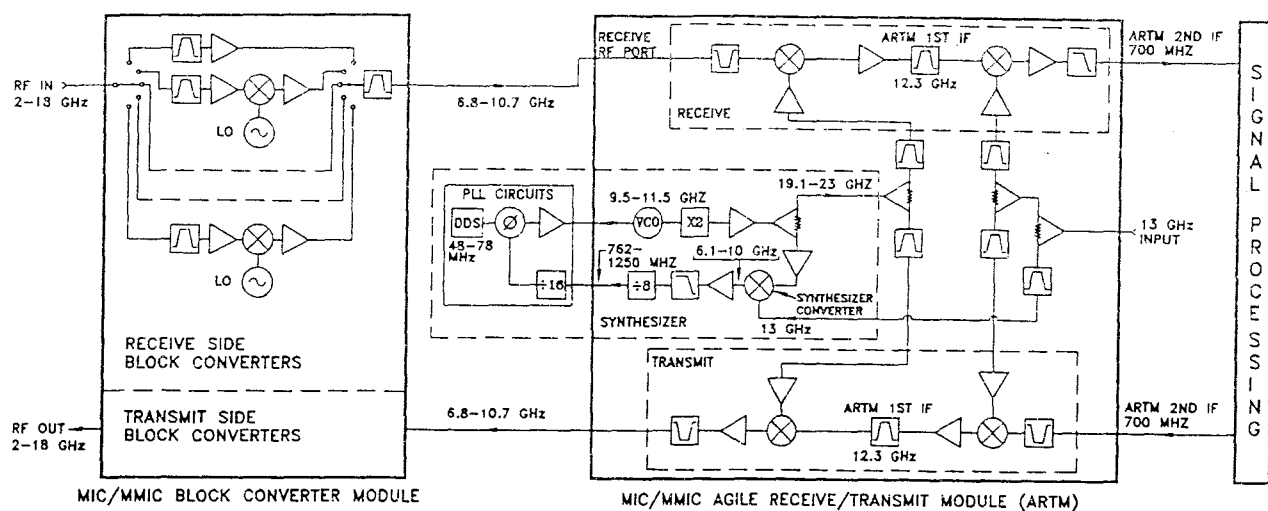 RF IN
2-18 GHz
LO
LO
RECEIVE SIDE
BLOCK CONVERTERS
TRANSMIT SIDE
BLOCK CONVERTERS
RF OUT
2-18 GHz
MIC/MMIC BLOCK CONVERTER MODULE
6.8-10.7 GHz
6.8-10.7 GHz
RECEIVE
RF PORT
ARTM 1ST IF
12.3 GHz
RECEIVE
ARTM 2ND IF
700 MHZ
PLL CIRCUITS
DDS
Ø
48-78
MHz
÷16
9.5-11.5 GHZ
VCO
X2
19.1-23 GHZ
762-
1250 MHZ
6.1-10 GHz
÷8
SYNTHESIZER
CONVERTER
SYNTHESIZER
13 GHz
13 GHz
INPUT
TRANSMIT
ARTM 1ST IF
12.3 GHz
ARTM 2ND IF
700 MHZ
SIGNAL PROCESSING
MIC/MMIC AGILE RECEIVE/TRANSMIT MODULE (ARTM)